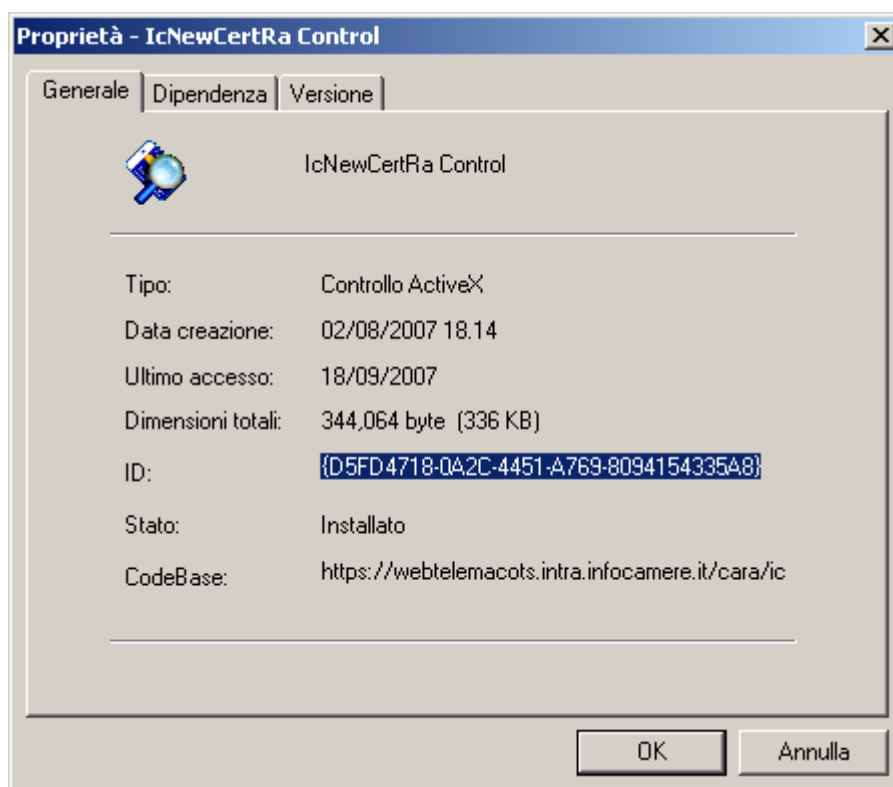 Proprietà - IcNewCertRa Control
Generale Dipendenza Versione
IcNewCertRa Control
Tipo: Controllo ActiveX
Data creazione: 02/08/2007 18.14
Ultimo accesso: 18/09/2007
Dimensioni totali: 344,064 byte (336 KB)
ID: {D5FD4718-0A2C-4451-A769-8094154335A8}
Stato: Installato
CodeBase: https://webtelemacots.intra.infocamere.it/cara/ic
OK Annulla